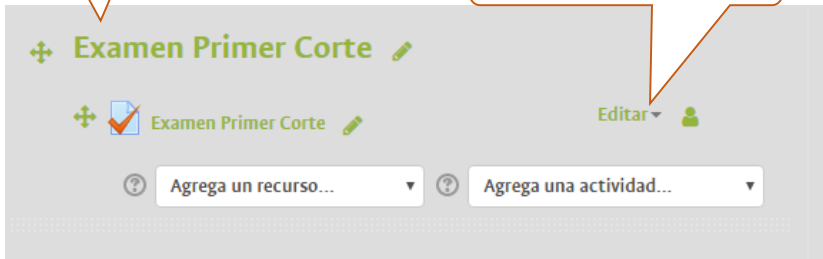 Examen Primer Corte
Examen Primer Corte
Editar
? Agrega un recurso... ? Agrega una actividad...